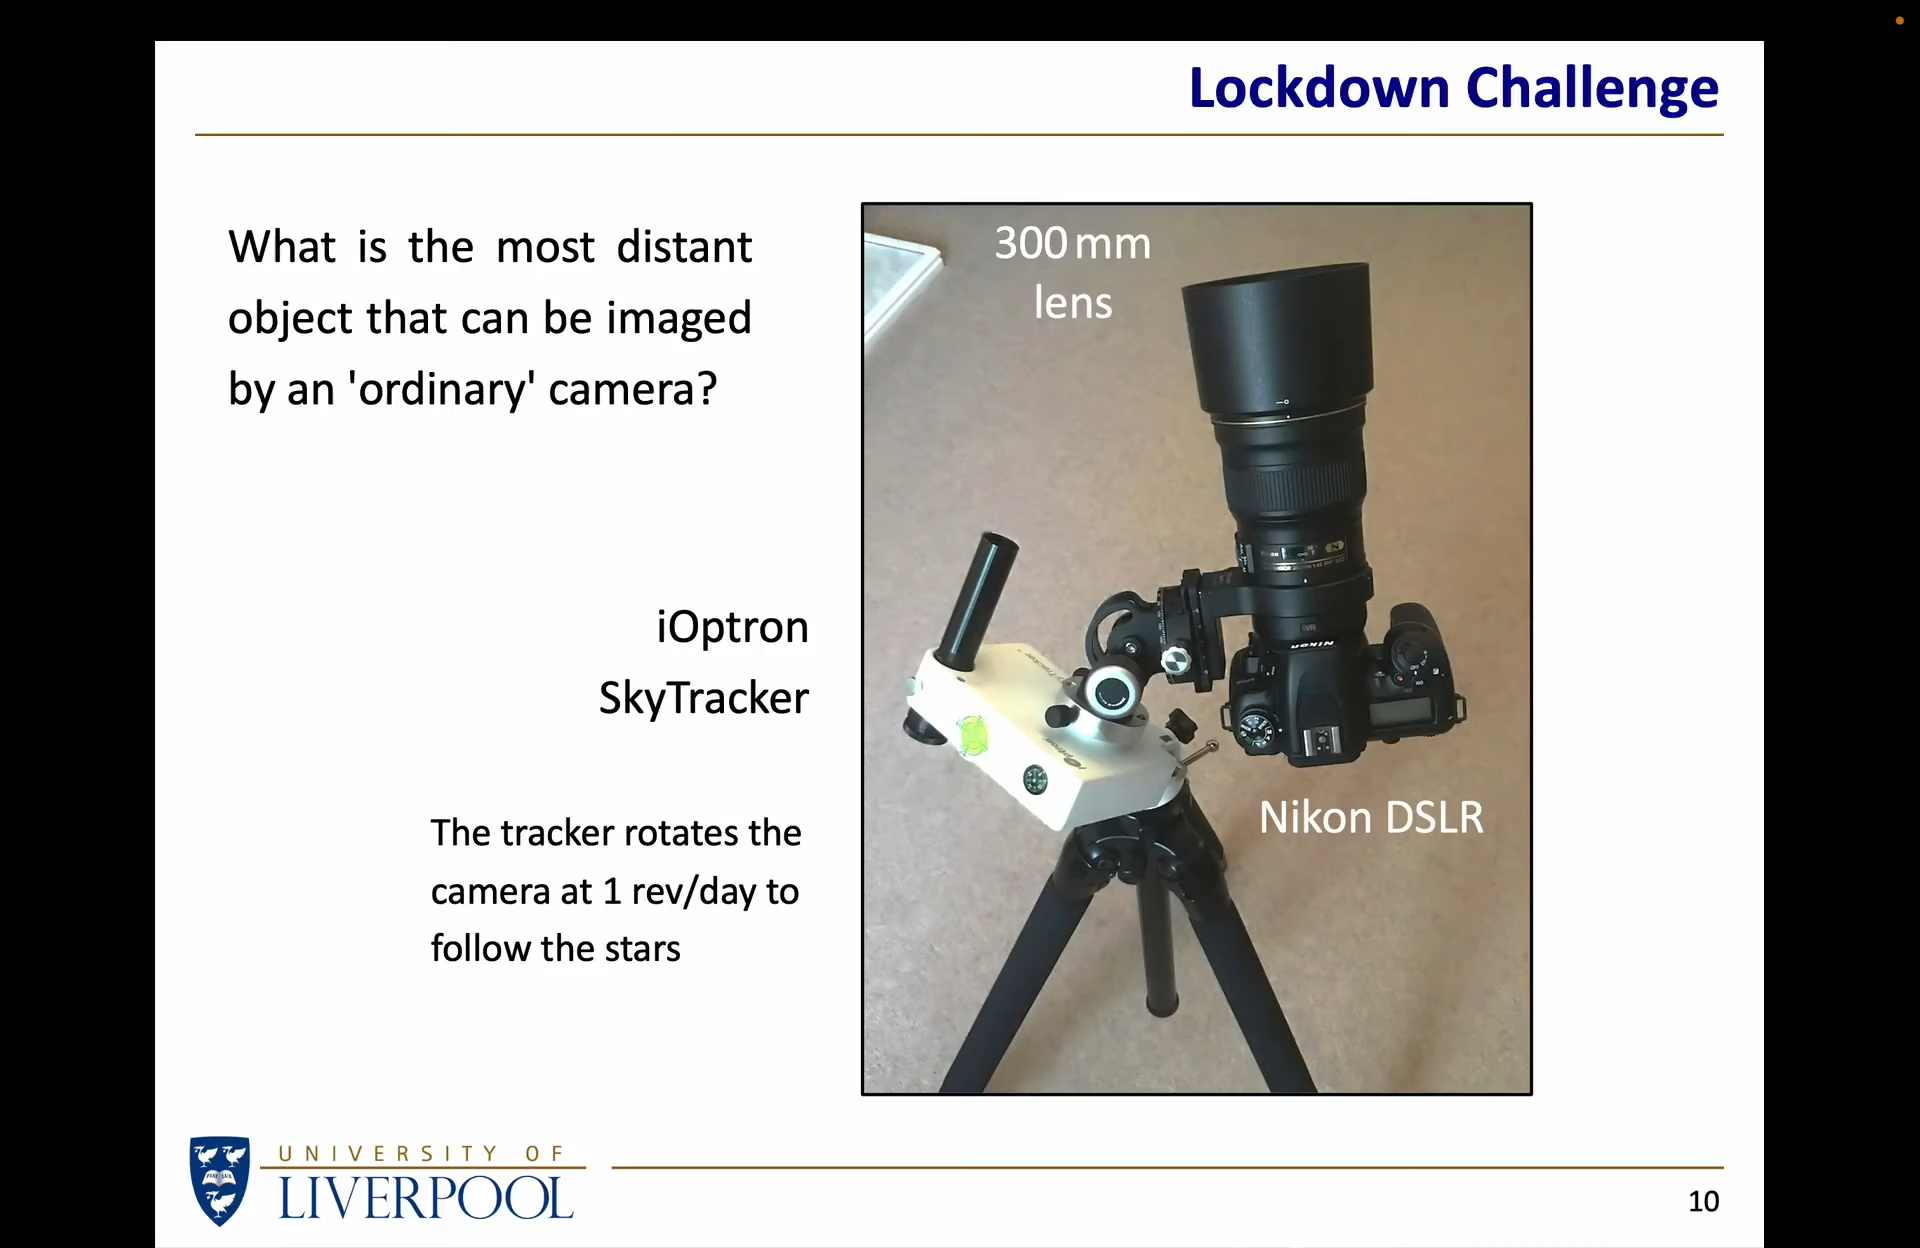 Lockdown Challenge
What is the most distant
object that can be imaged
by an 'ordinary' camera?
300 mm
lens
iOptron
SkyTracker
Nikon
iOptron
Nikon DSLR
The tracker rotates the
camera at 1 rev/day to
follow the stars
UNIVERSITY OF
LIVERPOOL
10